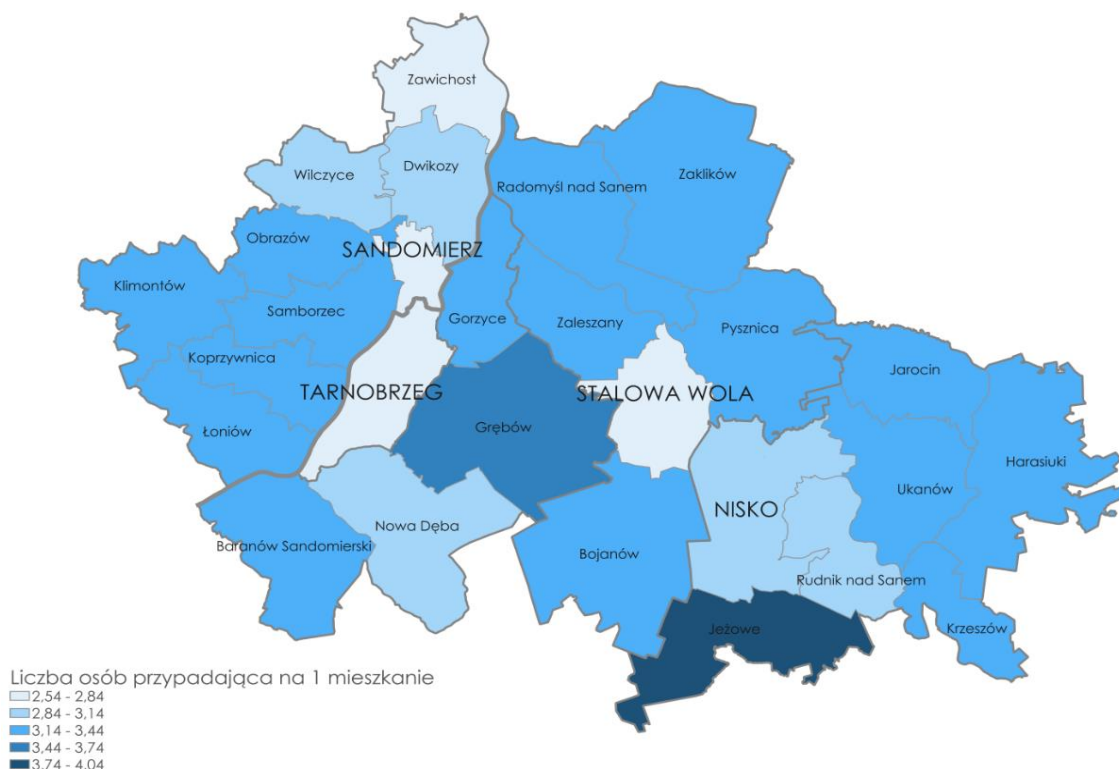 Zawichost
Wilczyce
Dwikozy
Radomyśl nad Sanem
Zaklików
Obrazów
SANDOMIERZ
Klimontów
Samborzec
Gorzyce
Zaleszany
Pysznica
Koprzywnica
Jarocin
TARNOBRZEG
STALOWA WOLA
Łoniów
Grębów
Harasiuki
Ukanów
NISKO
Nowa Dęba
Baranów Sandomierski
Bojanów
Rudnik nad Sanem
Jeżowe
Krzeszów
Liczba osób przypadająca na 1 mieszkanie
2,54 - 2,84
2,84 - 3,14
3,14 - 3,44
3,44 - 3,74
3,74 - 4,04